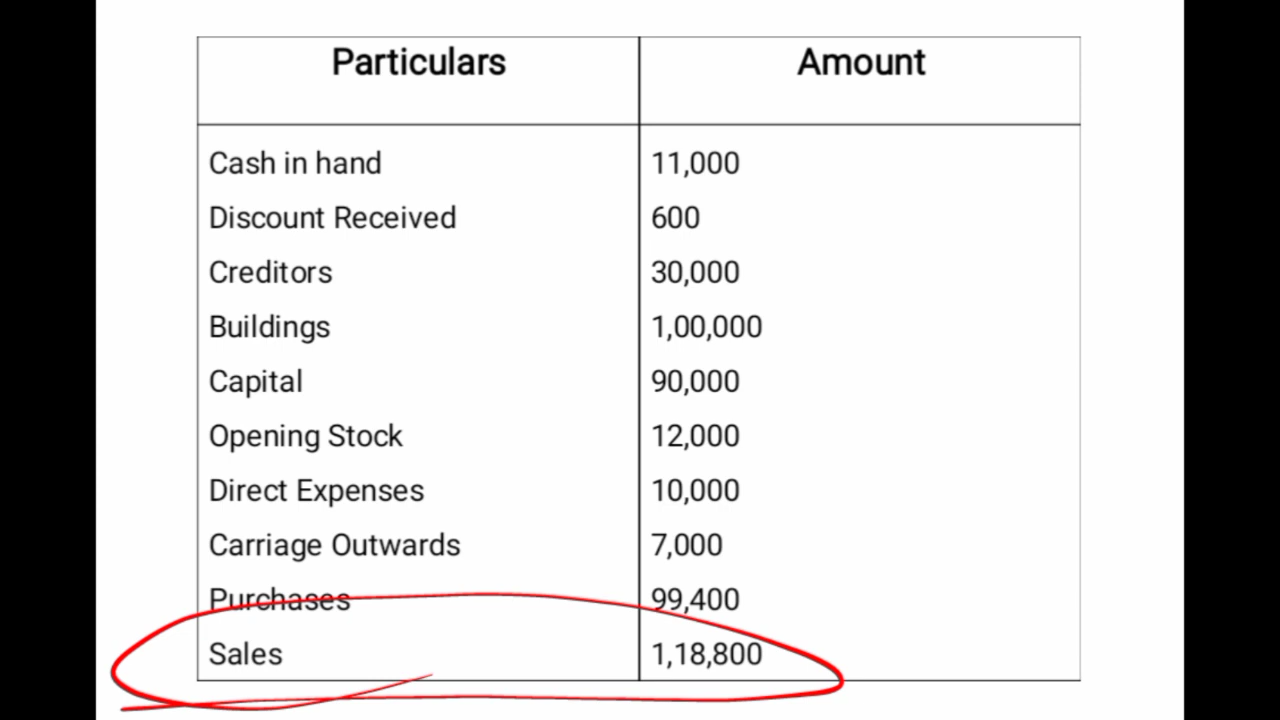 Particulars Amount
Cash in hand 11,000
Discount Received 600
Creditors 30,000
Buildings 1,00,000
Capital 90,000
Opening Stock 12,000
Direct Expenses 10,000
Carriage Outwards 7,000
Purchases 99,400
Sales 1,18,800